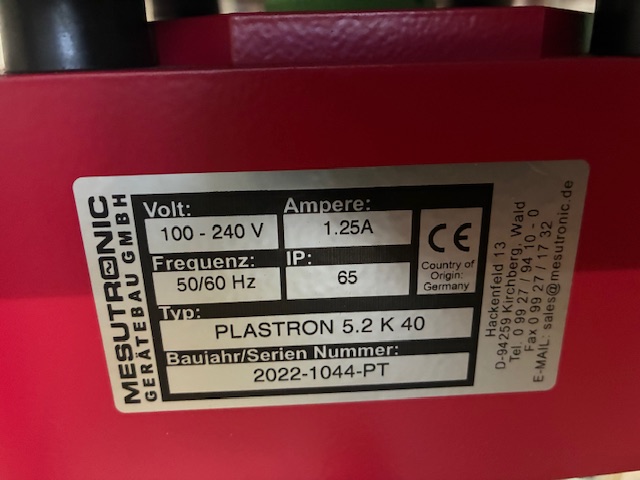 MESUTRONIC
GERÄTEBAU GMBH
Volt:
100 - 240 V
Ampere:
1.25A
Frequenz:
50/60 Hz
IP:
65
CE
Country of
Origin:
Germany
Typ:
PLASTRON 5.2 K 40
Baujahr/Serien Nummer:
2022-1044-PT
Hackenfeld 13
D-94259 Kirchberg, Wald
Tel. 0 99 27 / 94 10 - 0
Fax 0 99 27 / 17 32
E-MAIL: sales@mesutronic.de